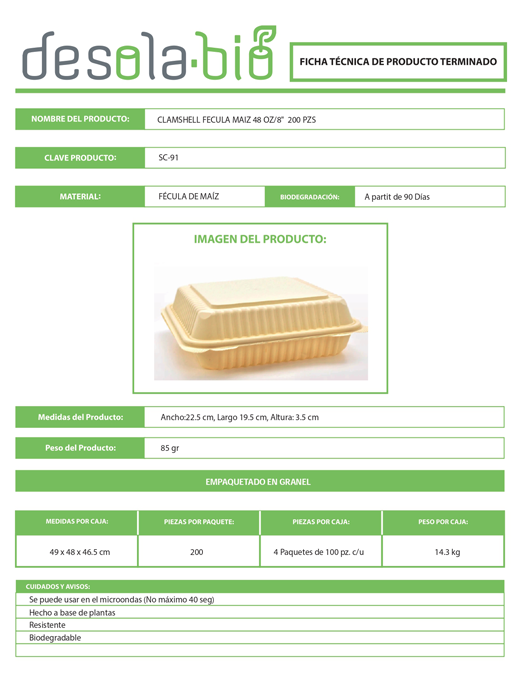 desola·bio
FICHA TÉCNICA DE PRODUCTO TERMINADO
NOMBRE DEL PRODUCTO: CLAMSHELL FECULA MAIZ 48 OZ/8" 200 PZS
CLAVE PRODUCTO: SC-91
MATERIAL: FÉCULA DE MAÍZ BIODEGRADACIÓN: A partir de 90 Días
IMAGEN DEL PRODUCTO:
Medidas del Producto: Ancho:22.5 cm, Largo 19.5 cm, Altura: 3.5 cm
Peso del Producto: 85 gr
EMPAQUETADO EN GRANEL
MEDIDAS POR CAJA: PIEZAS POR PAQUETE: PIEZAS POR CAJA: PESO POR CAJA:
49 x 48 x 46.5 cm 200 4 Paquetes de 100 pz. c/u 14.3 kg
CUIDADOS Y AVISOS:
Se puede usar en el microondas (No máximo 40 seg)
Hecho a base de plantas
Resistente
Biodegradable